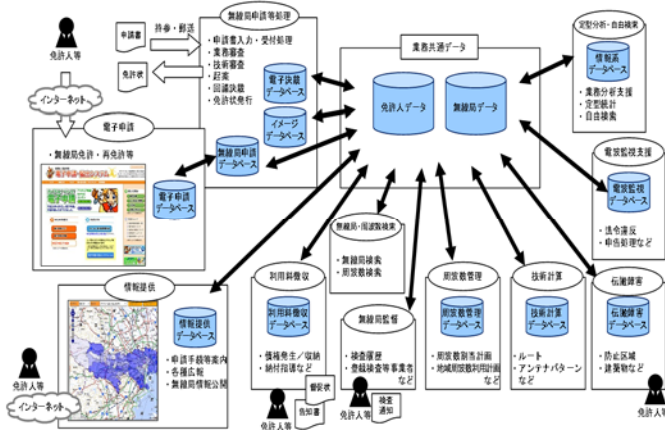 免許人等
申請書
持参・郵送
免許状
インターネット
無線局申請等処理
・申請書入力・受付処理
・業務審査
・技術審査
・起案
・回議決裁
・免許状発行
電子決裁
データベース
イメージ
データベース
無線局申請
データベース
電子申請
・無線局免許・再免許等
電子申請
データベース
業務共通データ
免許人データ
無線局データ
定型分析・自由検索
情報系
データベース
・業務分析支援
・定型統計
・自由検索
電波監視支援
電波監視
データベース
・法令違反
・申告処理など
無線局・周波数検索
・無線局検索
・周波数検索
情報提供
情報提供
データベース
・申請手続等案内
・各種広報
・無線局情報公開
免許人等
インターネット
利用料徴収
利用料徴収
データベース
・債権発生/収納
・納付指導など
督促状
告知書
免許人等
無線局監督
・検査履歴
・登録検査等事業者
など
検査
通知
免許人等
周波数管理
周波数管理
データベース
・周波数割当計画
・地域周波数利用計画
など
技術計算
技術計算
データベース
・ルート
・アンテナパターン
など
伝搬障害
伝搬障害
データベース
・防止区域
・建築物など
免許人等